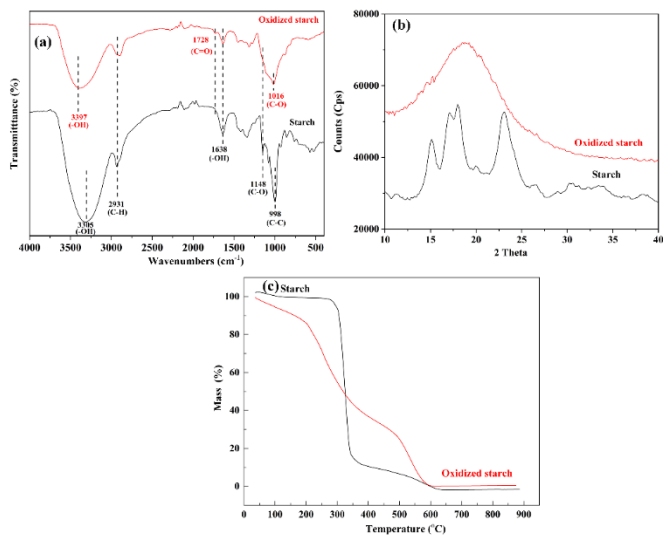 (a)
Oxidized starch
1728
(C=O)
3397
(-OH)
1016
(C-O)
Starch
1638
(-OH)
1148
(C-O)
998
(C-C)
2931
(C-H)
3305
(-OH)
Transmitttance (%)
4000 3500 3000 2500 2000 1500 1000 500
Wavenumbers (cm⁻¹)
(b)
80000
60000
40000
20000
Counts (Cps)
Oxidized starch
Starch
10 15 20 25 30 35 40
2 Theta
(c)
Starch
100
80
60
40
20
0
Mass (%)
Oxidized starch
0 100 200 300 400 500 600 700 800 900
Temperature (°C)